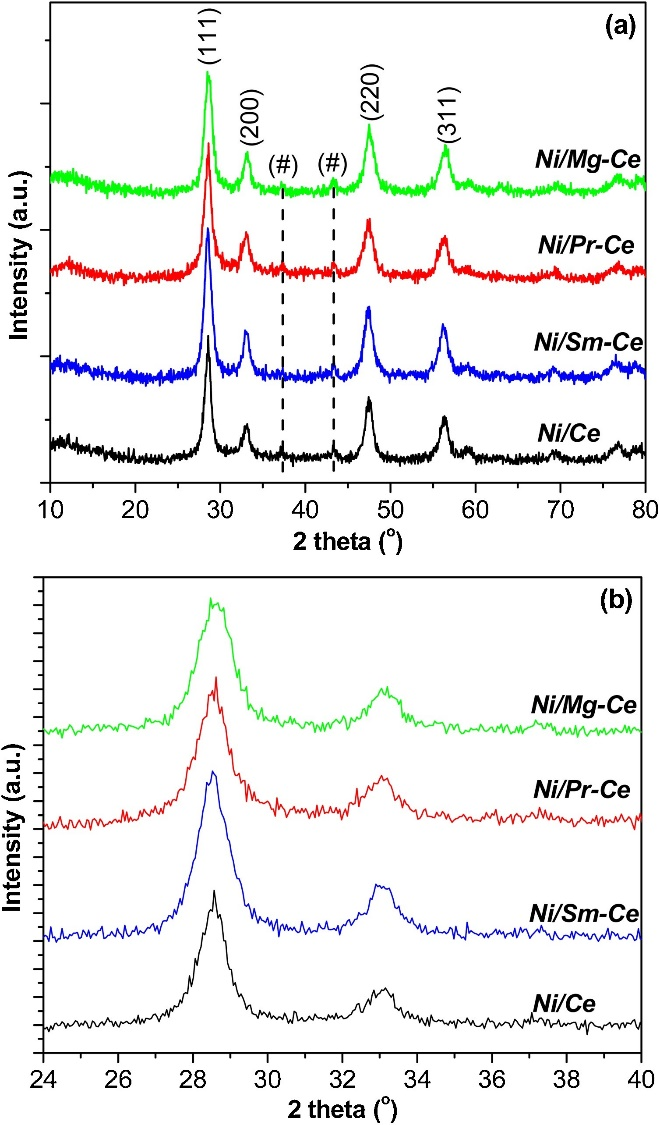 (a)
(111)
(200)
(#)
(#)
(220)
(311)
Ni/Mg-Ce
Ni/Pr-Ce
Ni/Sm-Ce
Ni/Ce
Intensity (a.u.)
10 20 30 40 50 60 70 80
2 theta (°)
(b)
Ni/Mg-Ce
Ni/Pr-Ce
Ni/Sm-Ce
Ni/Ce
Intensity (a.u.)
24 26 28 30 32 34 36 38 40
2 theta (°)